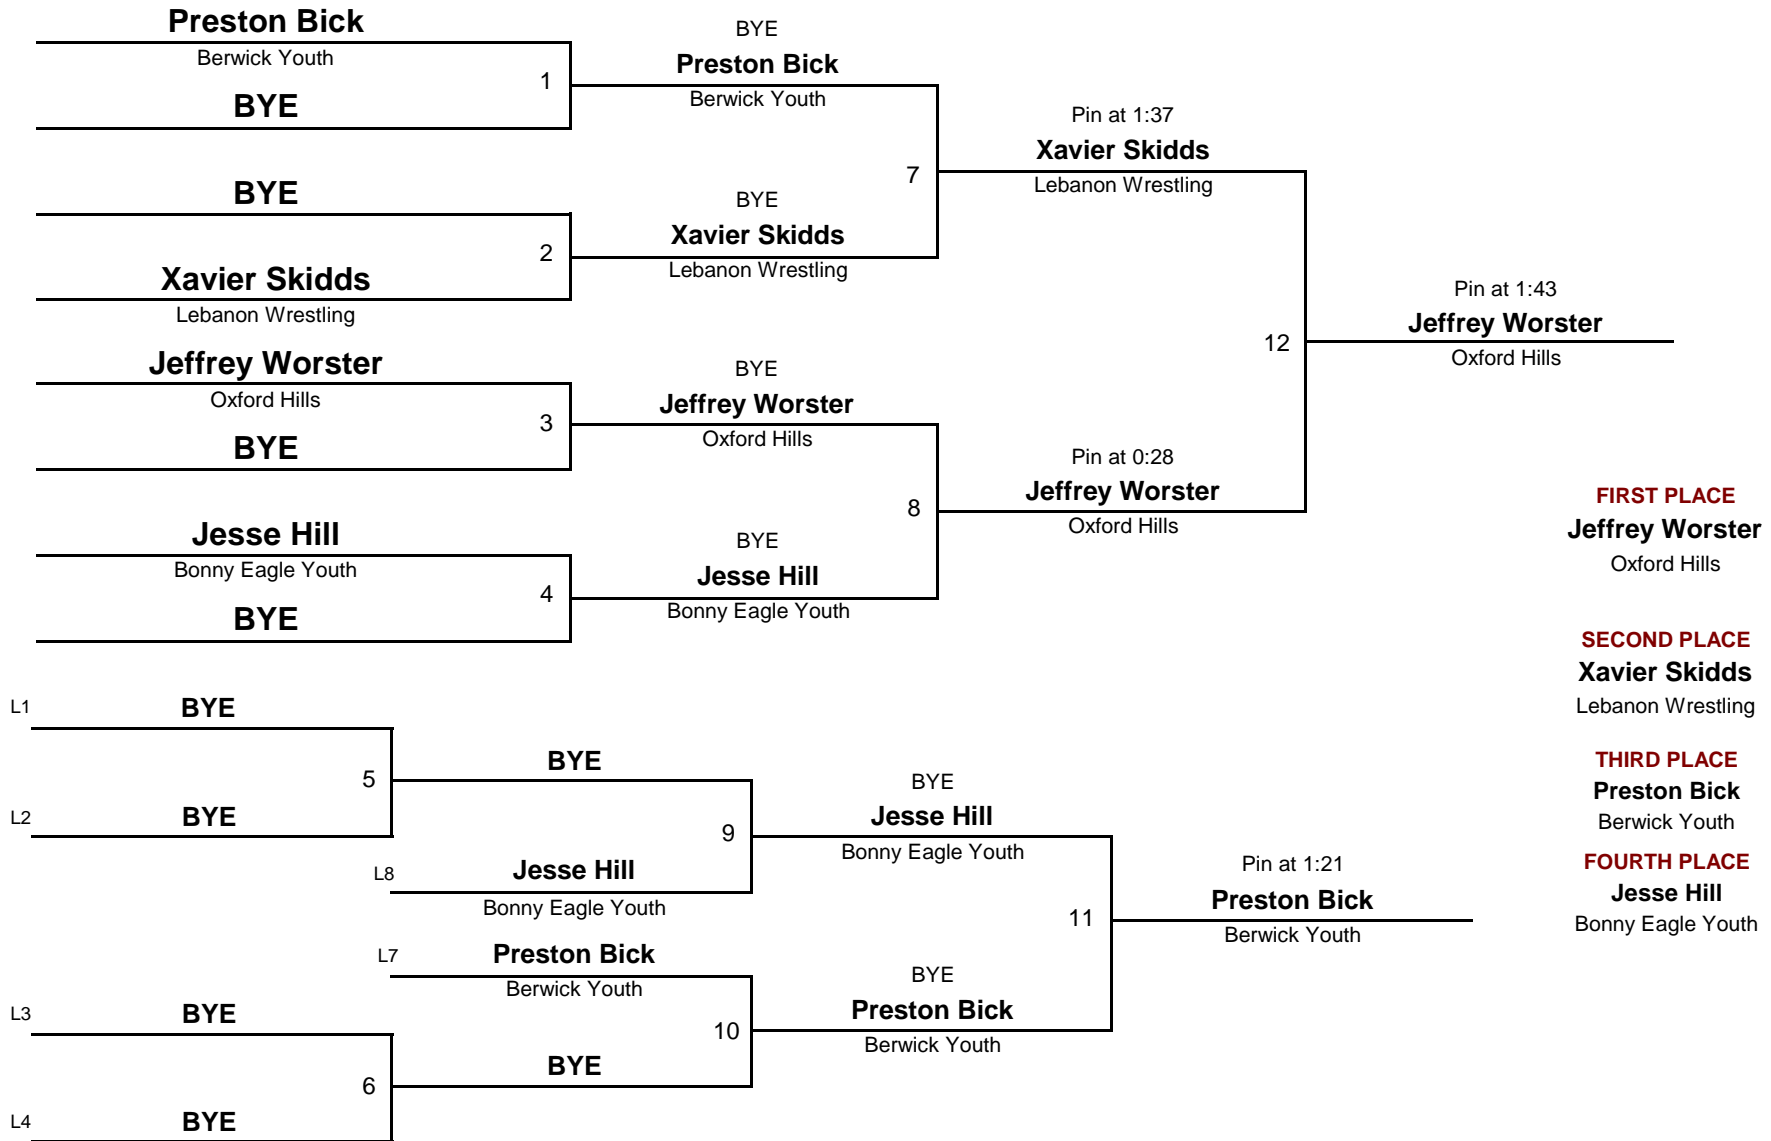 Preston Bick
Berwick Youth
1
BYE
BYE
2
Xavier Skidds
Lebanon Wrestling
Jeffrey Worster
Oxford Hills
3
BYE
Jesse Hill
Bonny Eagle Youth
4
BYE
BYE
Preston Bick
Berwick Youth
7
BYE
Xavier Skidds
Lebanon Wrestling
BYE
Jeffrey Worster
Oxford Hills
8
BYE
Jesse Hill
Bonny Eagle Youth
Pin at 1:37
Xavier Skidds
Lebanon Wrestling
12
Pin at 0:28
Jeffrey Worster
Oxford Hills
Pin at 1:43
Jeffrey Worster
Oxford Hills
FIRST PLACE
Jeffrey Worster
Oxford Hills
SECOND PLACE
Xavier Skidds
Lebanon Wrestling
THIRD PLACE
Preston Bick
Berwick Youth
FOURTH PLACE
Jesse Hill
Bonny Eagle Youth
L1 BYE
5
L2 BYE
BYE
9
L8 Jesse Hill
Bonny Eagle Youth
L7 Preston Bick
Berwick Youth
10
L3 BYE
6
BYE
L4 BYE
BYE
Jesse Hill
Bonny Eagle Youth
11
BYE
Preston Bick
Berwick Youth
Pin at 1:21
Preston Bick
Berwick Youth